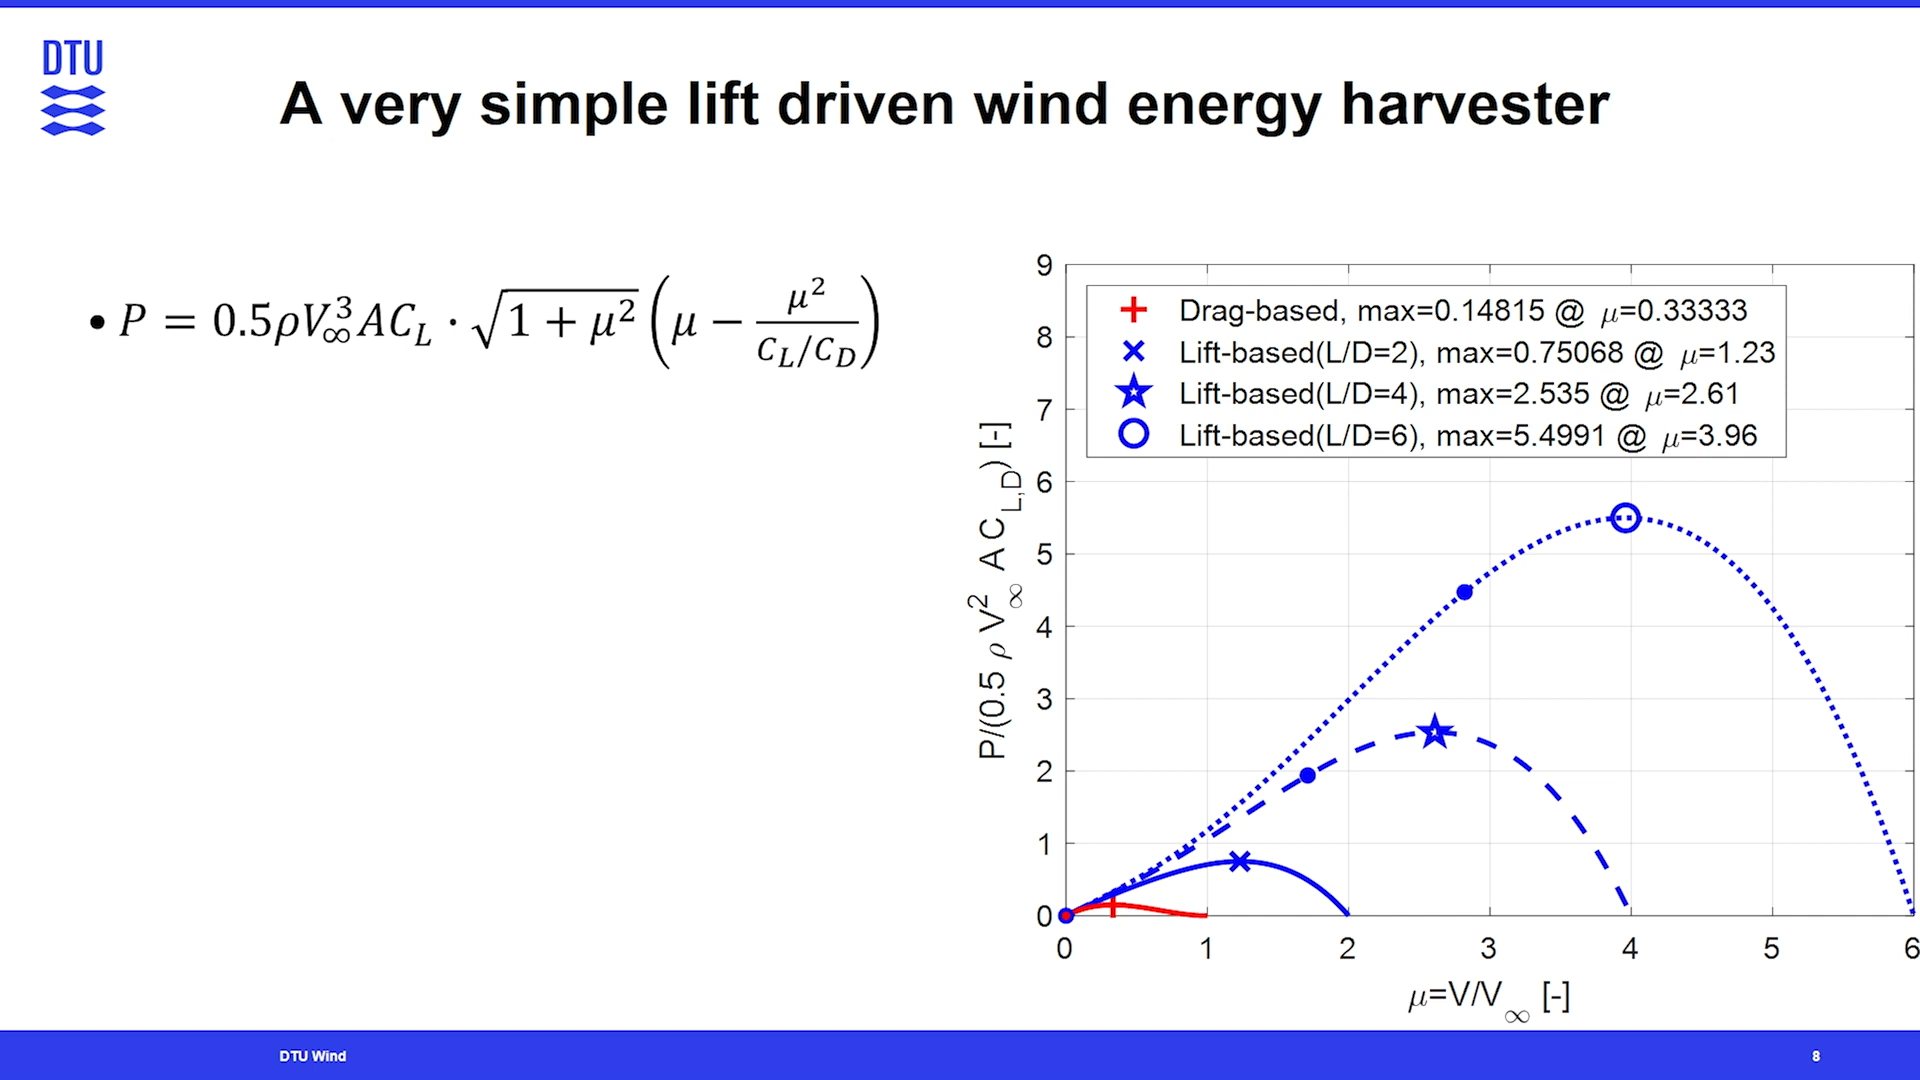 DTU
A very simple lift driven wind energy harvester
• P = 0.5ρV∞³AC_L · √(1 + μ²) (μ − μ²/(C_L/C_D))
9
8
7
6
5
4
3
2
1
0
P/(0.5 ρ V∞² A C_L,D) [-]
Drag-based, max=0.14815 @ μ=0.33333
Lift-based(L/D=2), max=0.75068 @ μ=1.23
Lift-based(L/D=4), max=2.535 @ μ=2.61
Lift-based(L/D=6), max=5.4991 @ μ=3.96
0 1 2 3 4 5 6
μ=V/V∞ [-]
DTU Wind
8